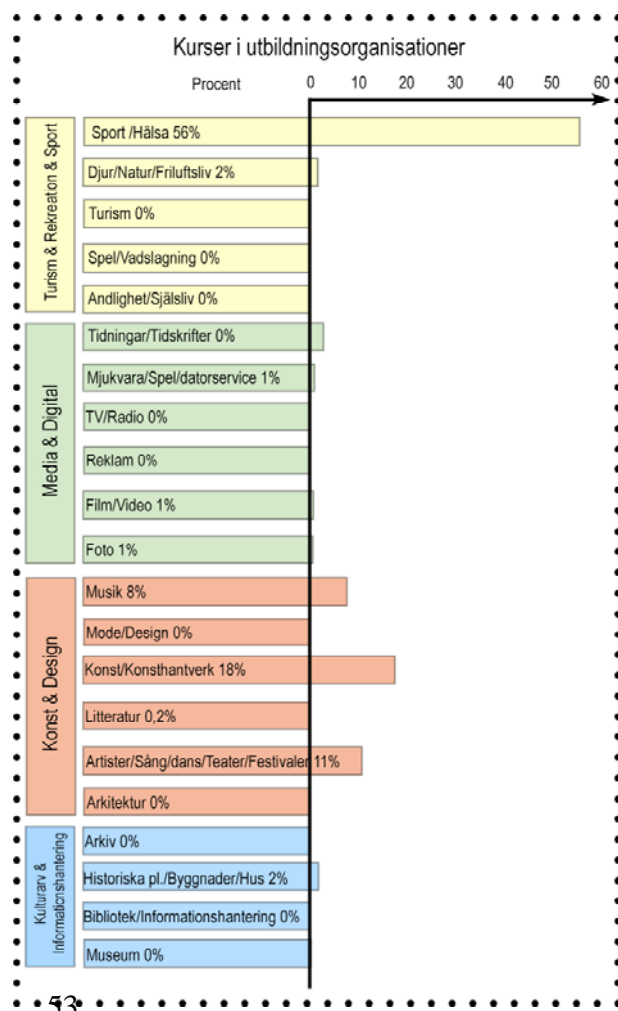 Kurser i utbildningsorganisationer
Procent 0 10 20 30 40 50 60
Turism & Rekreation & Sport
Sport /Hälsa 56%
Djur/Natur/Friluftsliv 2%
Turism 0%
Spel/Vadslagning 0%
Andlighet/Själsliv 0%
Media & Digital
Tidningar/Tidskrifter 0%
Mjukvara/Spel/datorservice 1%
TV/Radio 0%
Reklam 0%
Film/Video 1%
Foto 1%
Konst & Design
Musik 8%
Mode/Design 0%
Konst/Konsthantverk 18%
Litteratur 0,2%
Artister/Sång/dans/Teater/Festivaler 11%
Arkitektur 0%
Kulturarv &
Informationshantering
Arkiv 0%
Historiska pl./Byggnader/Hus 2%
Bibliotek/Informationshantering 0%
Museum 0%
53